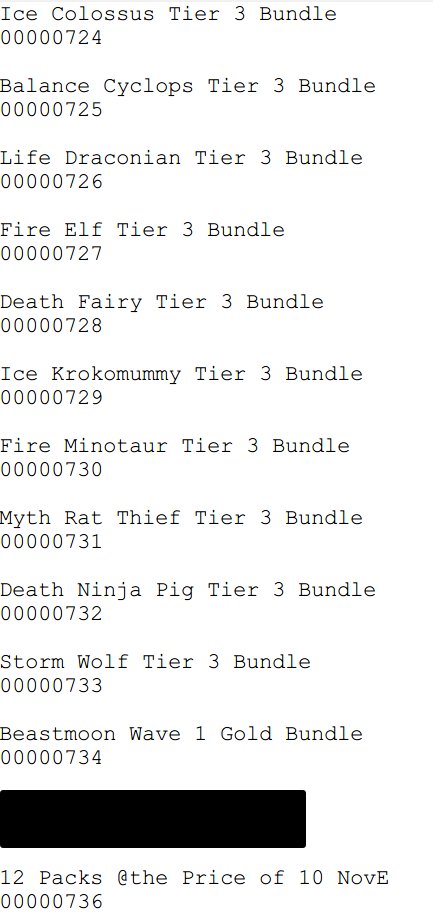 Ice Colossus Tier 3 Bundle
00000724
Balance Cyclops Tier 3 Bundle
00000725
Life Draconian Tier 3 Bundle
00000726
Fire Elf Tier 3 Bundle
00000727
Death Fairy Tier 3 Bundle
00000728
Ice Krokomummy Tier 3 Bundle
00000729
Fire Minotaur Tier 3 Bundle
00000730
Myth Rat Thief Tier 3 Bundle
00000731
Death Ninja Pig Tier 3 Bundle
00000732
Storm Wolf Tier 3 Bundle
00000733
Beastmoon Wave 1 Gold Bundle
00000734
12 Packs @the Price of 10 NovE
00000736